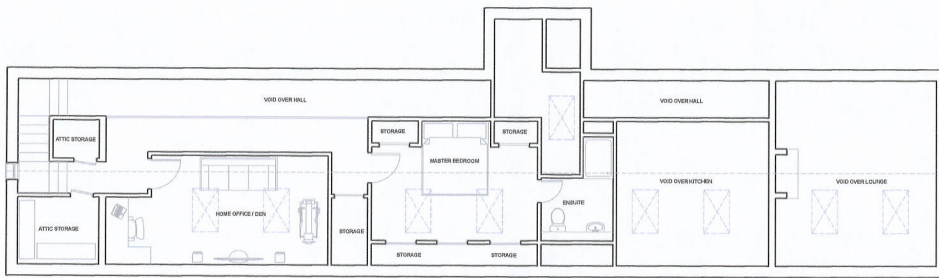 VOID OVER HALL
VOID OVER HALL
ATTIC STORAGE
STORAGE
STORAGE
MASTER BEDROOM
VOID OVER KITCHEN
VOID OVER LOUNGE
ENSUITE
HOME OFFICE / DEN
ATTIC STORAGE
STORAGE
STORAGE
STORAGE